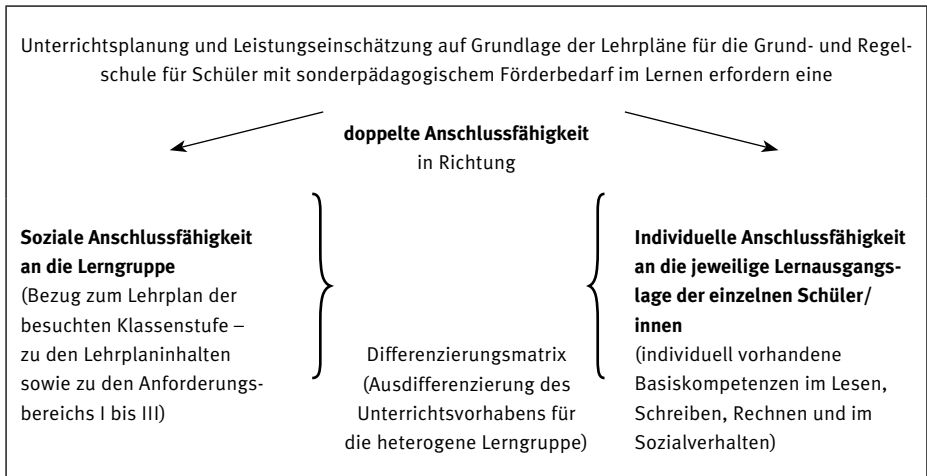 Unterrichtsplanung und Leistungseinschätzung auf Grundlage der Lehrpläne für die Grund- und Regel-
schule für Schüler mit sonderpädagogischem Förderbedarf im Lernen erfordern eine
doppelte Anschlussfähigkeit
in Richtung
Soziale Anschlussfähigkeit
an die Lerngruppe
(Bezug zum Lehrplan der
besuchten Klassenstufe –
zu den Lehrplaninhalten
sowie zu den Anforderungs-
bereichs I bis III)
Differenzierungsmatrix
(Ausdifferenzierung des
Unterrichtsvorhabens für
die heterogene Lerngruppe)
Individuelle Anschlussfähigkeit
an die jeweilige Lernausgangs-
lage der einzelnen Schüler/
innen
(individuell vorhandene
Basiskompetenzen im Lesen,
Schreiben, Rechnen und im
Sozialverhalten)